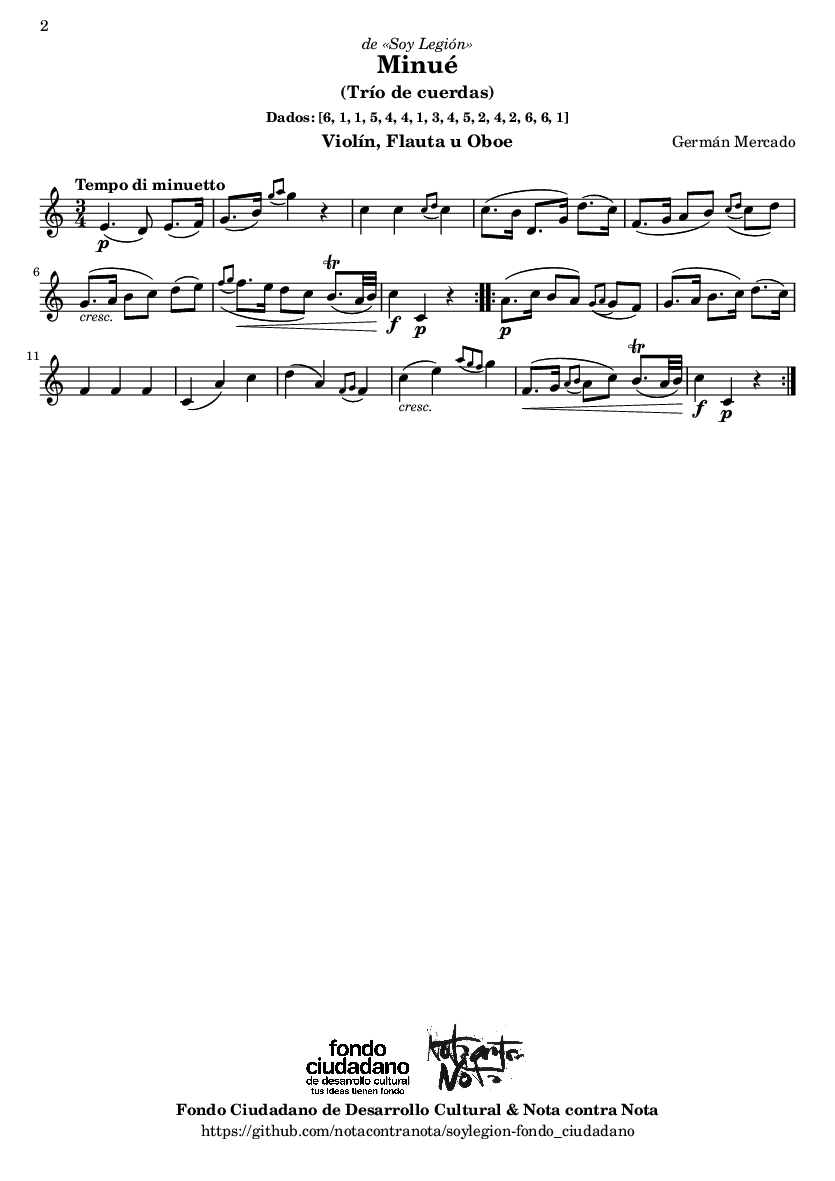 2
de «Soy Legión»
Minué
(Trío de cuerdas)
Dados: [6, 1, 1, 5, 4, 4, 1, 3, 4, 5, 2, 4, 2, 6, 6, 1]
Violín, Flauta u Oboe
Germán Mercado
Tempo di minuetto
3
4
p
6
cresc.
tr
f p
p
11
cresc.
tr
f p
fondo
ciudadano
de desarrollo cultural
tus ideas tienen fondo
Nota contra
Nota
Fondo Ciudadano de Desarrollo Cultural & Nota contra Nota
https://github.com/notacontranota/soylegion-fondo_ciudadano